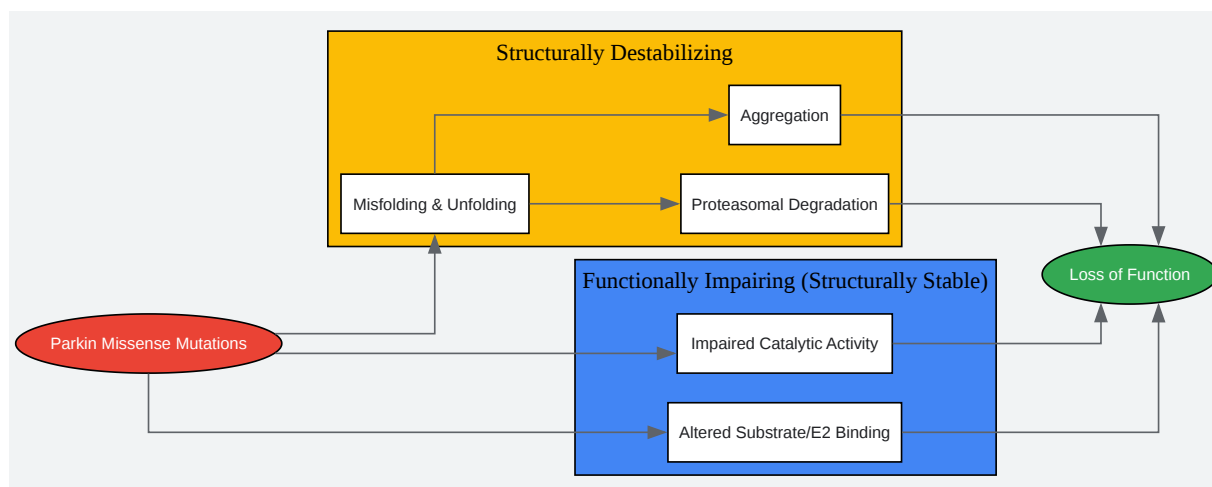 Structurally Destabilizing
Aggregation
Misfolding & Unfolding
Proteasomal Degradation
Loss of Function
Functionally Impairing (Structurally Stable)
Parkin Missense Mutations
Impaired Catalytic Activity
Altered Substrate/E2 Binding